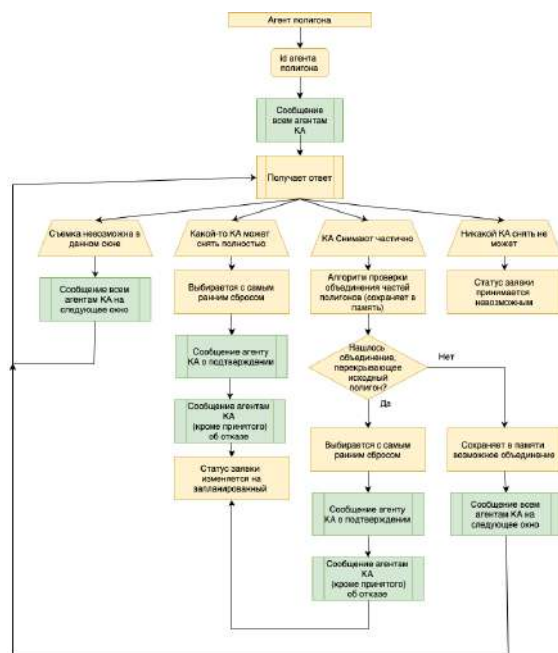 Агент полигона
id агента
полигона
Сообщение
всем агентам
КА
Получает ответ
Съемка невозможна в
данном окне
Какой-то КА может
снять полностью
КА Снимают частично
Никакой КА снять не
может
Сообщение всем
агентам КА на
следующее окно
Выбирается с самым
ранним сбросом
Алгоритм проверки
объединения частей
полигонов (сохраняет в
память)
Статус заявки
принимается
невозможным
Сообщение агенту
КА о подтверждении
Нашлось
объединение,
перекрывающее
исходный
полигон?
Нет
Да
Сообщение агентам
КА
(кроме принятого)
об отказе
Выбирается с самым
ранним сбросом
Сохраняет в памяти
возможное объединение
Статус заявки
изменяется на
запланированный
Сообщение агенту
КА о подтверждении
Сообщение всем
агентам КА на
следующее окно
Сообщение агентам
КА
(кроме принятого)
об отказе